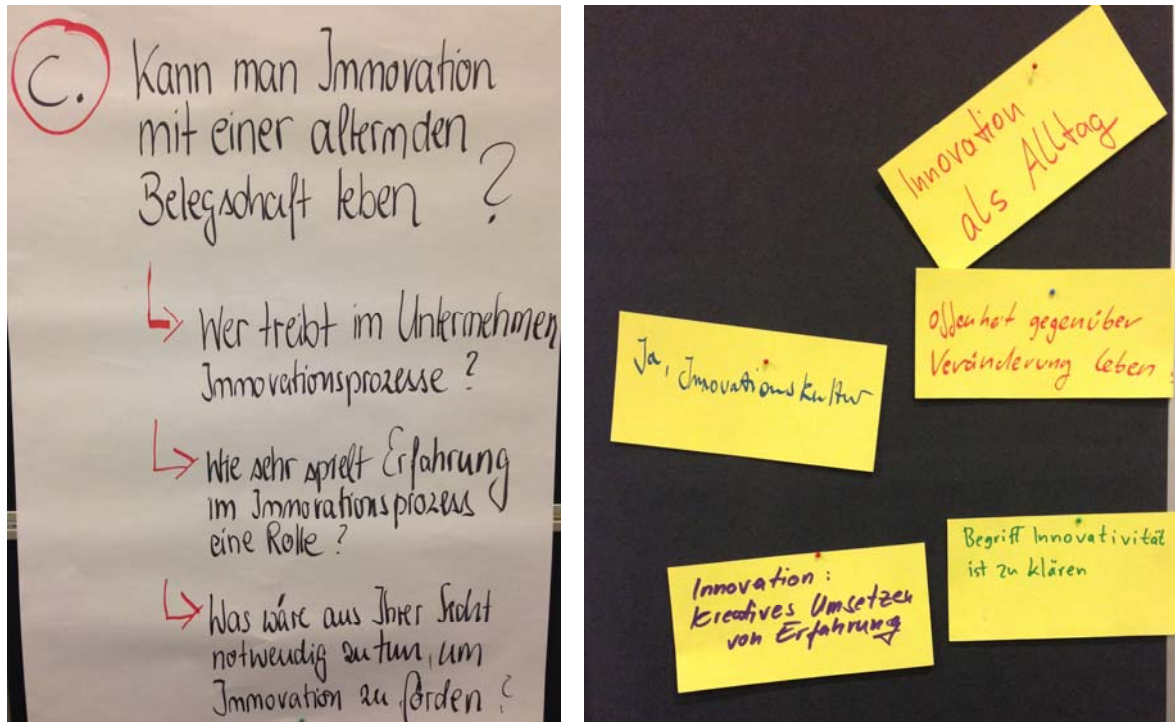 C.
Kann man Innovation
mit einer alternden
Belegschaft leben ?
Wer treibt im Unternehmen
Innovationsprozesse ?
Wie sehr spielt Erfahrung
im Innovationsprozess
eine Rolle ?
Was wäre aus Ihrer Sicht
notwendig zu tun, um
Innovation zu förden ?
Innovation
als Alltag
Offenheit gegenüber
Veränderung leben.
Ja, Innovationskultur
Begriff Innovativität
ist zu klären
Innovation :
kreatives Umsetzen
von Erfahrung